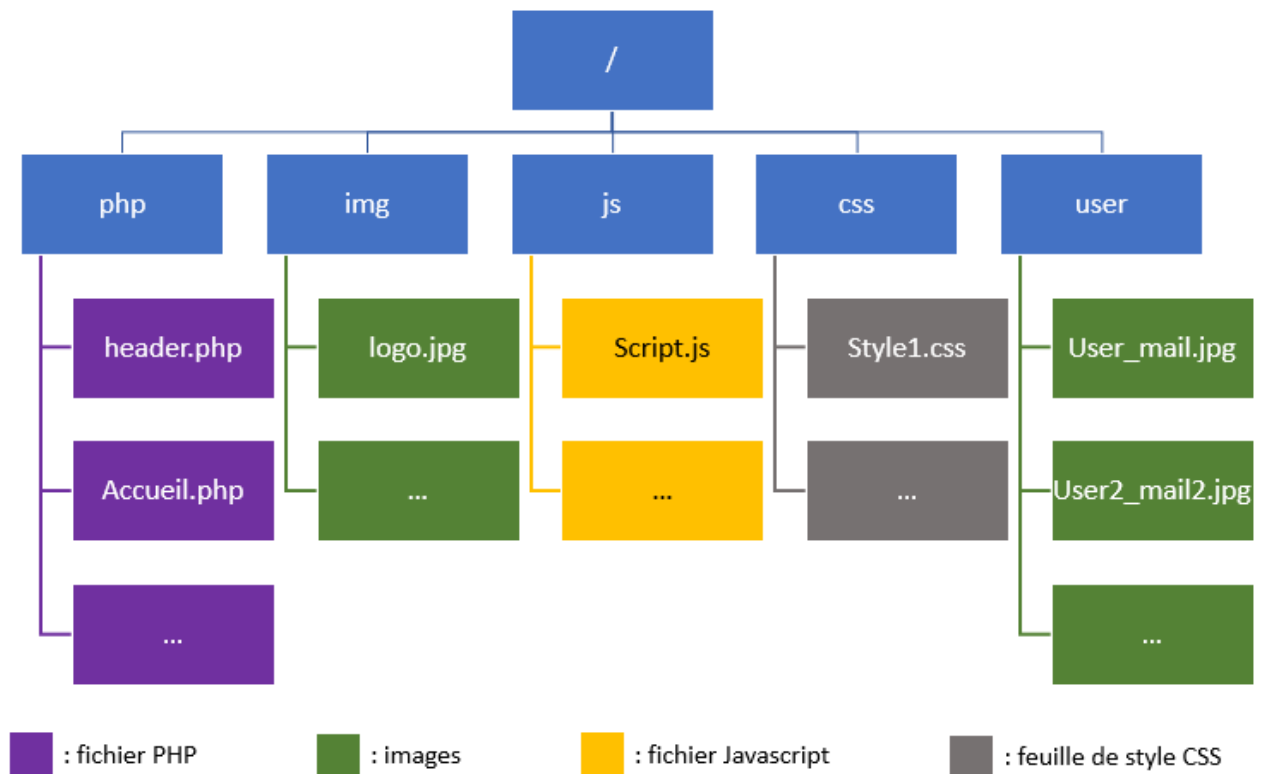 /
php
img
js
css
user
header.php
logo.jpg
Script.js
Style1.css
User_mail.jpg
Accueil.php
...
...
...
User2_mail2.jpg
...
...
: fichier PHP
: images
: fichier Javascript
: feuille de style CSS